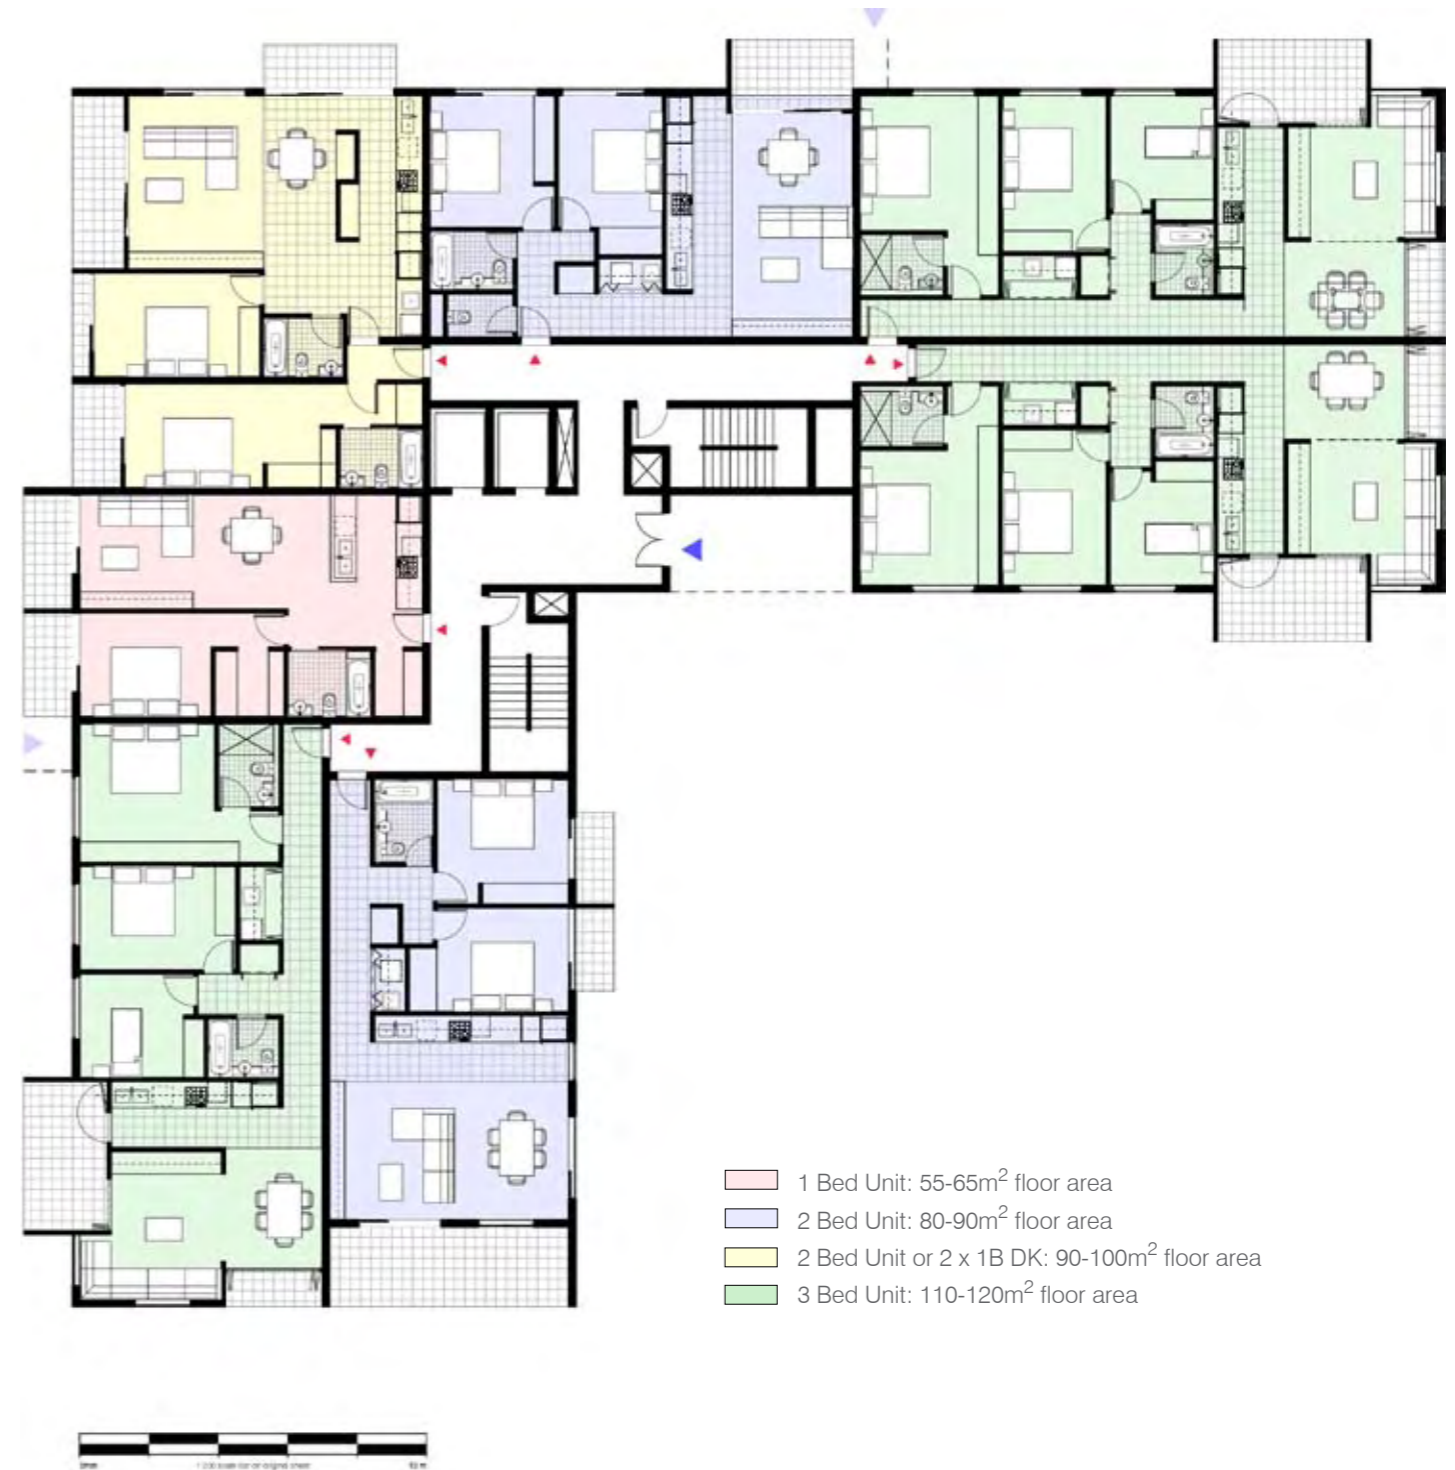 1 Bed Unit: 55-65m² floor area
2 Bed Unit: 80-90m² floor area
2 Bed Unit or 2 x 1B DK: 90-100m² floor area
3 Bed Unit: 110-120m² floor area